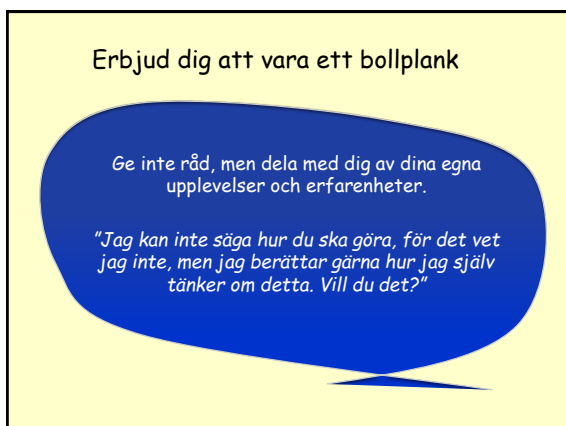 Erbjud dig att vara ett bollplank
Ge inte råd, men dela med dig av dina egna
upplevelser och erfarenheter.
"Jag kan inte säga hur du ska göra, för det vet
jag inte, men jag berättar gärna hur jag själv
tänker om detta. Vill du det?"